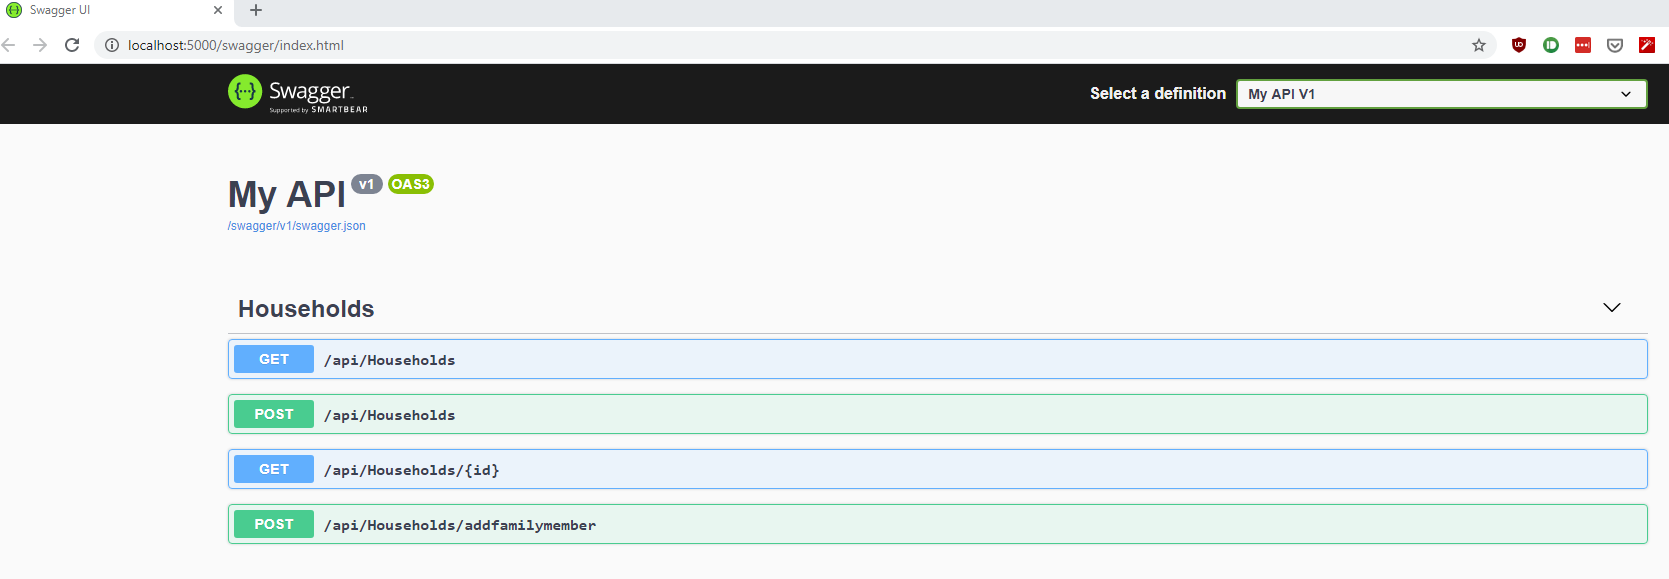 Swagger UI
localhost:5000/swagger/index.html
Swagger
Supported by SMARTBEAR
Select a definition
My API V1
My API v1 OAS3
/swagger/v1/swagger.json
Households
GET /api/Households
POST /api/Households
GET /api/Households/{id}
POST /api/Households/addfamilymember